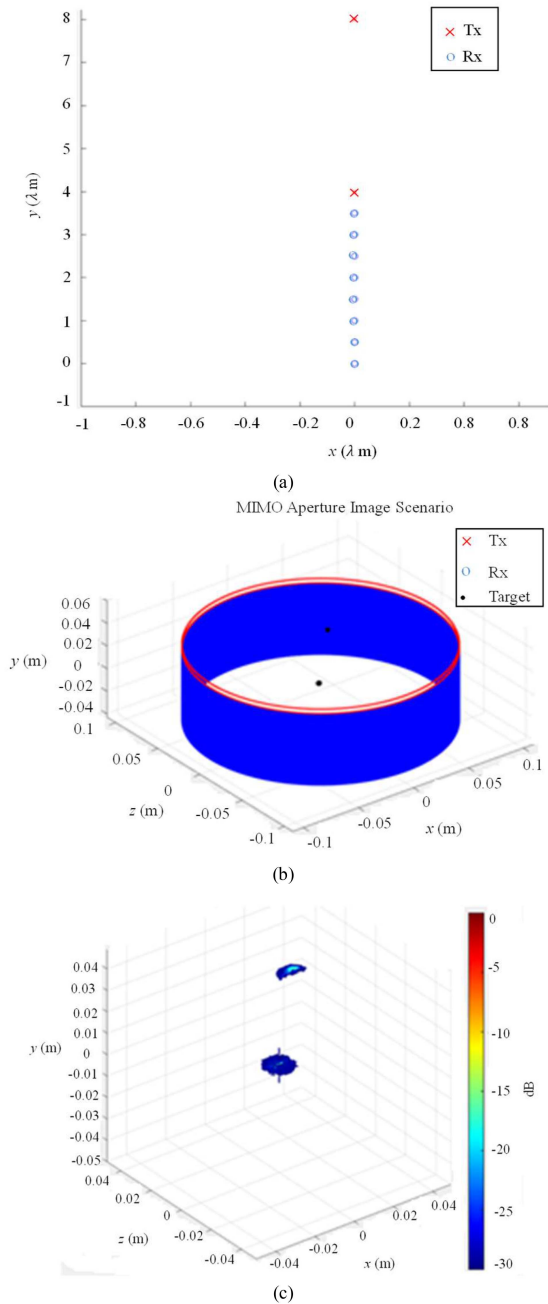 8
7
6
5
4
3
2
1
0
-1
y (λ m)
× Tx
○ Rx
-1 -0.8 -0.6 -0.4 -0.2 0 0.2 0.8 0.8
x (λ m)
(a)
MIMO Aperture Image Scenario
× Tx
○ Rx
• Target
0.06
0.04
0.02
0
-0.02
-0.04
y (m)
0.1
0.05
0
-0.05
-0.1
z (m)
-0.1
-0.05
0
0.05
0.1
x (m)
(b)
0.04
0.03
0.02
0
-0.01
-0.02
-0.03
-0.04
-0.05
y (m)
0.04
0.02
0
-0.02
-0.04
z (m)
-0.04
-0.02
0
0.02
0.04
x (m)
0
-5
-10
-15
-20
-25
-30
dB
(c)